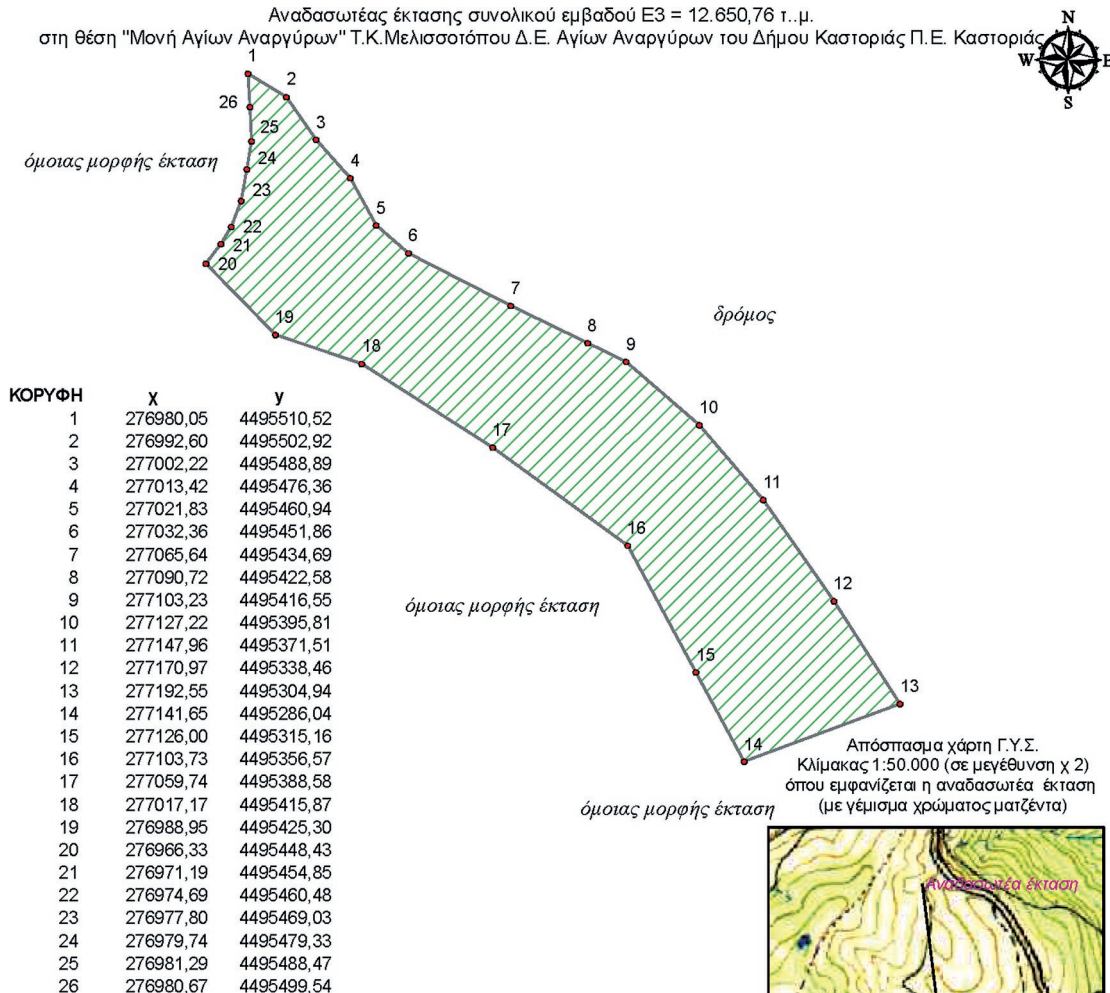 Αναδασωτέας έκτασης συνολικού εμβαδού Ε3 = 12.650,76 τ..μ.
στη θέση "Μονή Αγίων Αναργύρων" Τ.Κ.Μελισσοτόπου Δ.Ε. Αγίων Αναργύρων του Δήμου Καστοριάς Π.Ε. Καστοριάς
N
W E
S
1
2
26
3
25
όμοιας μορφής έκταση
24
4
23
5
22
6
21
20
7
δρόμος
19
8
9
18
10
17
11
16
12
όμοιας μορφής έκταση
15
13
14
όμοιας μορφής έκταση
ΚΟΡΥΦΗ χ y
1 276980,05 4495510,52
2 276992,60 4495502,92
3 277002,22 4495488,89
4 277013,42 4495476,36
5 277021,83 4495460,94
6 277032,36 4495451,86
7 277065,64 4495434,69
8 277090,72 4495422,58
9 277103,23 4495416,55
10 277127,22 4495395,81
11 277147,96 4495371,51
12 277170,97 4495338,46
13 277192,55 4495304,94
14 277141,65 4495286,04
15 277126,00 4495315,16
16 277103,73 4495356,57
17 277059,74 4495388,58
18 277017,17 4495415,87
19 276988,95 4495425,30
20 276966,33 4495448,43
21 276971,19 4495454,85
22 276974,69 4495460,48
23 276977,80 4495469,03
24 276979,74 4495479,33
25 276981,29 4495488,47
26 276980,67 4495499,54
Απόσπασμα χάρτη Γ.Υ.Σ.
Κλίμακας 1:50.000 (σε μεγέθυνση χ 2)
όπου εμφανίζεται η αναδασωτέα έκταση
(με γέμισμα χρώματος ματζέντα)
Αναδασωτέα έκταση